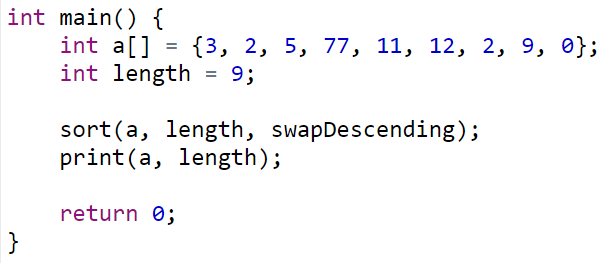 int main() {
    int a[] = {3, 2, 5, 77, 11, 12, 2, 9, 0};
    int length = 9;

    sort(a, length, swapDescending);
    print(a, length);

    return 0;
}